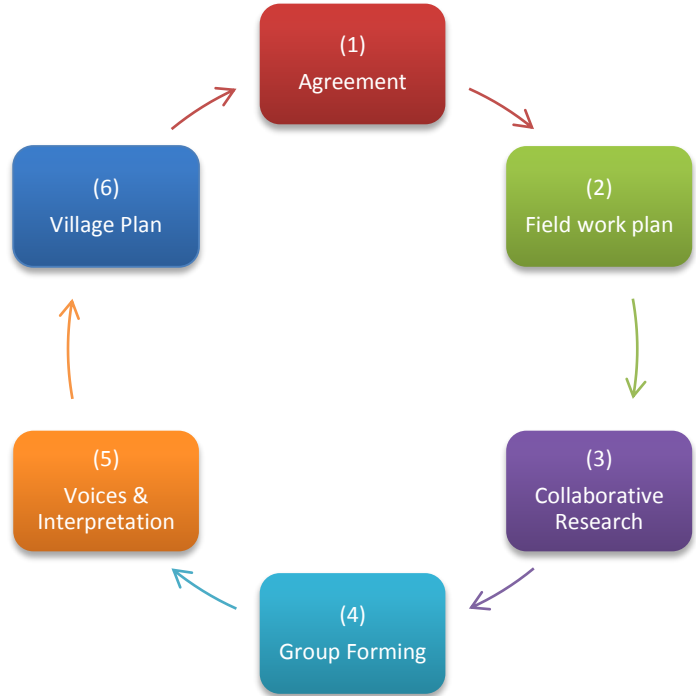 (1)
Agreement
(2)
Field work plan
(3)
Collaborative
Research
(4)
Group Forming
(5)
Voices &
Interpretation
(6)
Village Plan